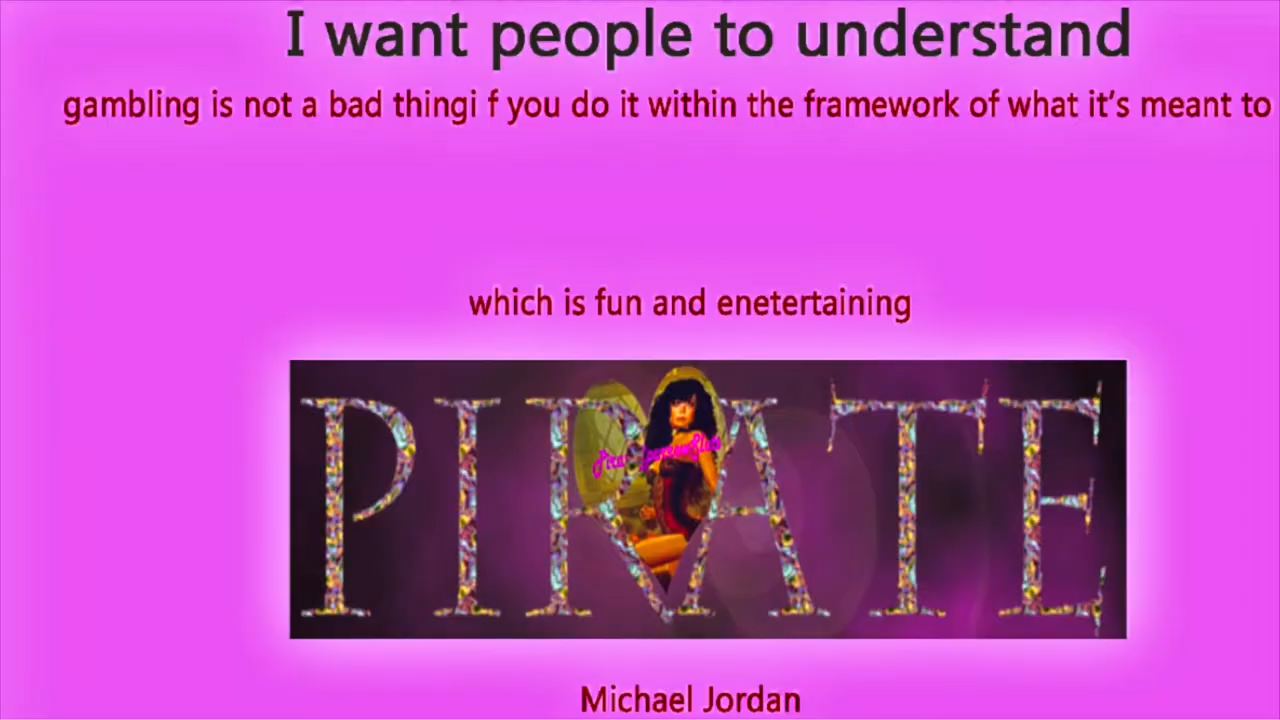 I want people to understand
gambling is not a bad thingi f you do it within the framework of what it’s meant to
which is fun and enetertaining
PIRATE
Michael Jordan